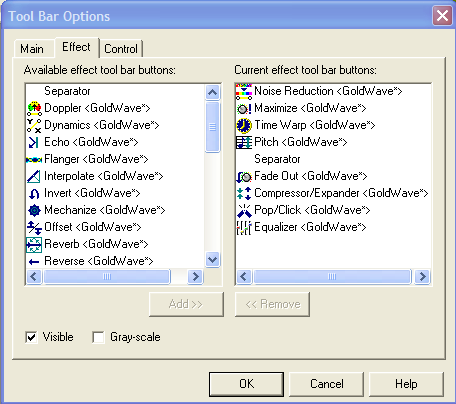 Tool Bar Options
Main Effect Control
Available effect tool bar buttons:
Separator
Doppler <GoldWave*>
Dynamics <GoldWave*>
Echo <GoldWave*>
Flanger <GoldWave*>
Interpolate <GoldWave*>
Invert <GoldWave*>
Mechanize <GoldWave*>
Offset <GoldWave*>
Reverb <GoldWave*>
Reverse <GoldWave*>
Current effect tool bar buttons:
Noise Reduction <GoldWave*>
Maximize <GoldWave*>
Time Warp <GoldWave*>
Pitch <GoldWave*>
Separator
Fade Out <GoldWave*>
Compressor/Expander <GoldWave*>
Pop/Click <GoldWave*>
Equalizer <GoldWave*>
Add >> << Remove
Visible Gray-scale
OK Cancel Help